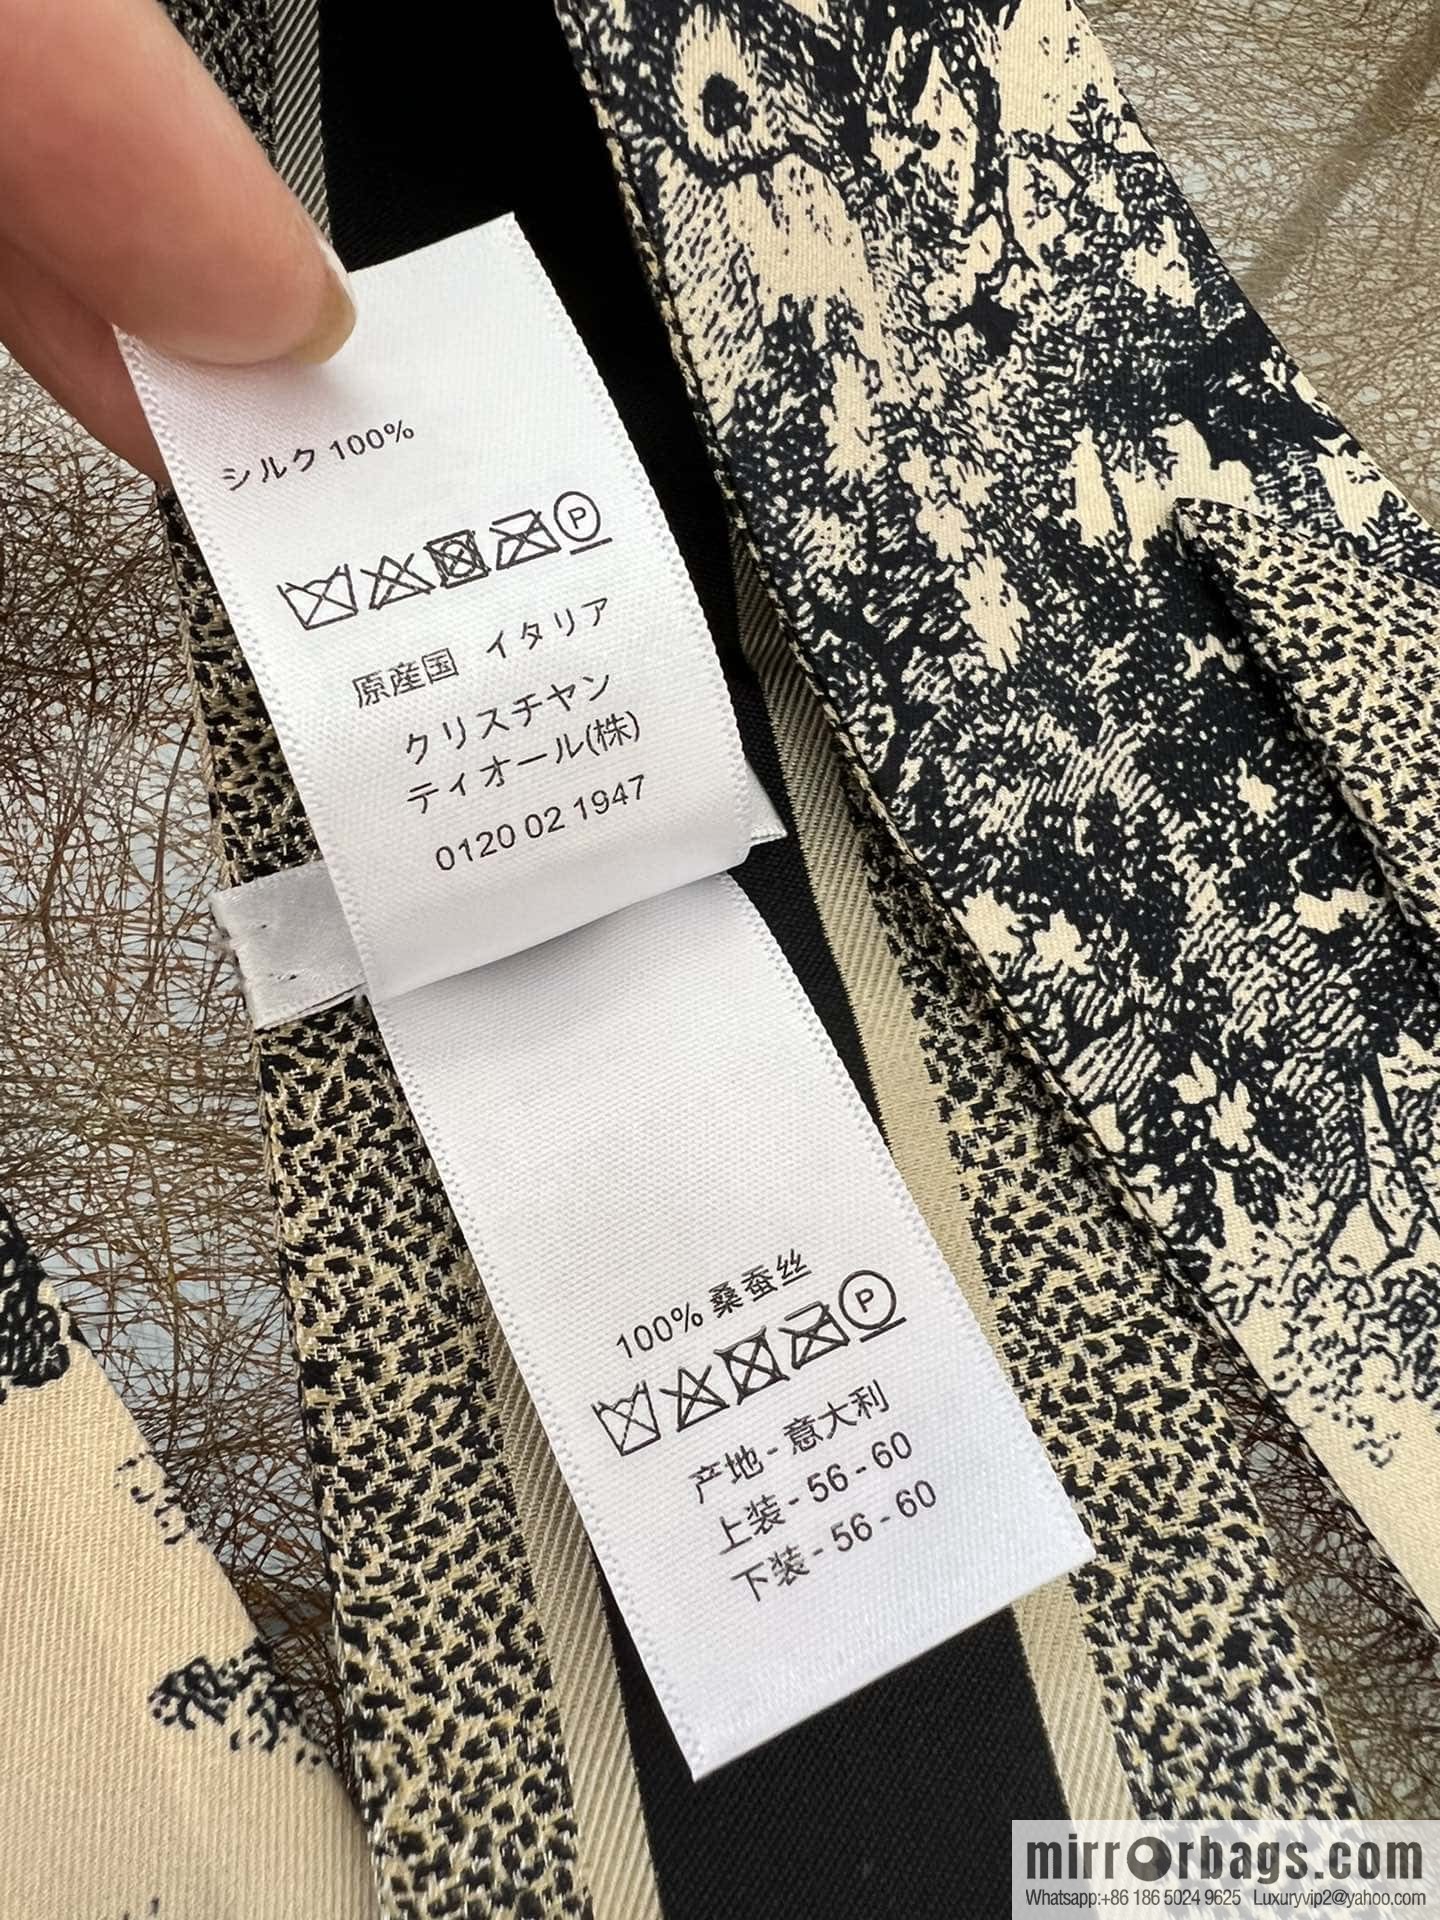 シルク 100%
P
原産国 イタリア
クリスチャン
ティオール(株)
0120 02 1947
100% 桑蚕丝
P
产地 - 意大利
上装 - 56 - 60
下装 - 56 - 60
mirrorbags.com
Whatsapp:+86 186 5024 9625 Luxuryvip2@yahoo.com